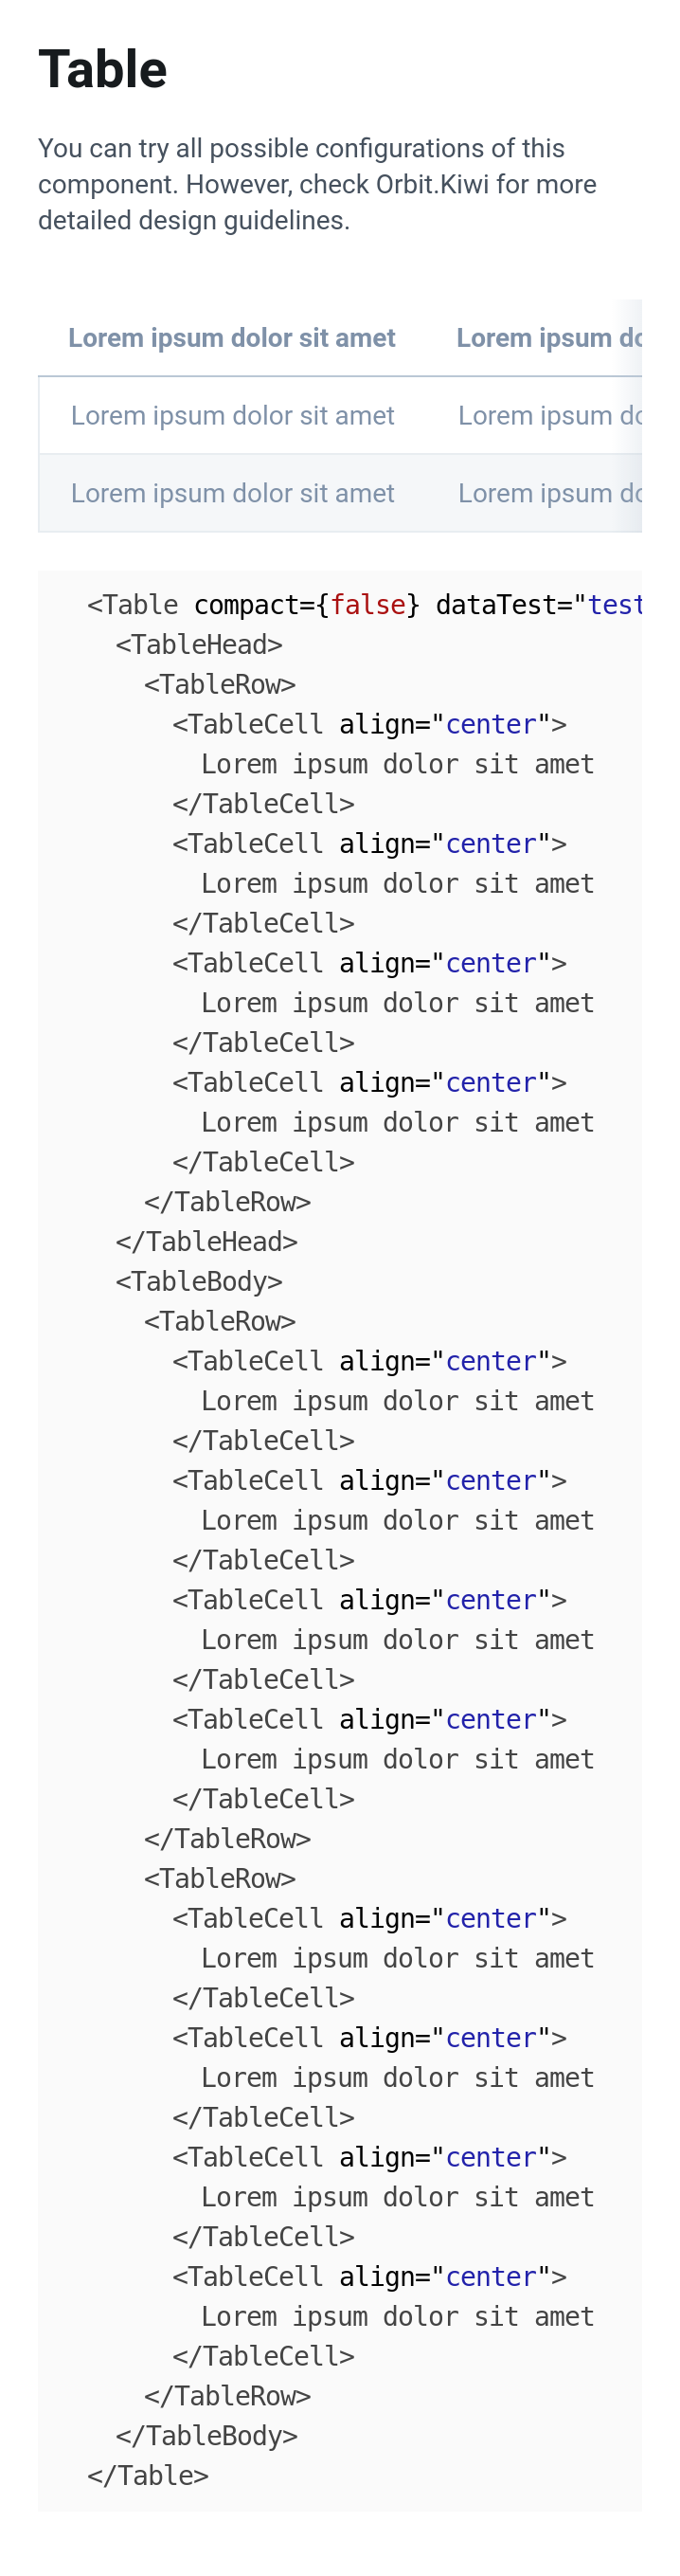 Table
You can try all possible configurations of this
component. However, check Orbit.Kiwi for more
detailed design guidelines.
Lorem ipsum dolor sit amet Lorem ipsum do
Lorem ipsum dolor sit amet Lorem ipsum do
Lorem ipsum dolor sit amet Lorem ipsum do
<Table compact={false} dataTest="test
<TableHead>
<TableRow>
<TableCell align="center">
Lorem ipsum dolor sit amet
</TableCell>
<TableCell align="center">
Lorem ipsum dolor sit amet
</TableCell>
<TableCell align="center">
Lorem ipsum dolor sit amet
</TableCell>
<TableCell align="center">
Lorem ipsum dolor sit amet
</TableCell>
</TableRow>
</TableHead>
<TableBody>
<TableRow>
<TableCell align="center">
Lorem ipsum dolor sit amet
</TableCell>
<TableCell align="center">
Lorem ipsum dolor sit amet
</TableCell>
<TableCell align="center">
Lorem ipsum dolor sit amet
</TableCell>
<TableCell align="center">
Lorem ipsum dolor sit amet
</TableCell>
</TableRow>
<TableRow>
<TableCell align="center">
Lorem ipsum dolor sit amet
</TableCell>
<TableCell align="center">
Lorem ipsum dolor sit amet
</TableCell>
<TableCell align="center">
Lorem ipsum dolor sit amet
</TableCell>
<TableCell align="center">
Lorem ipsum dolor sit amet
</TableCell>
</TableRow>
</TableBody>
</Table>